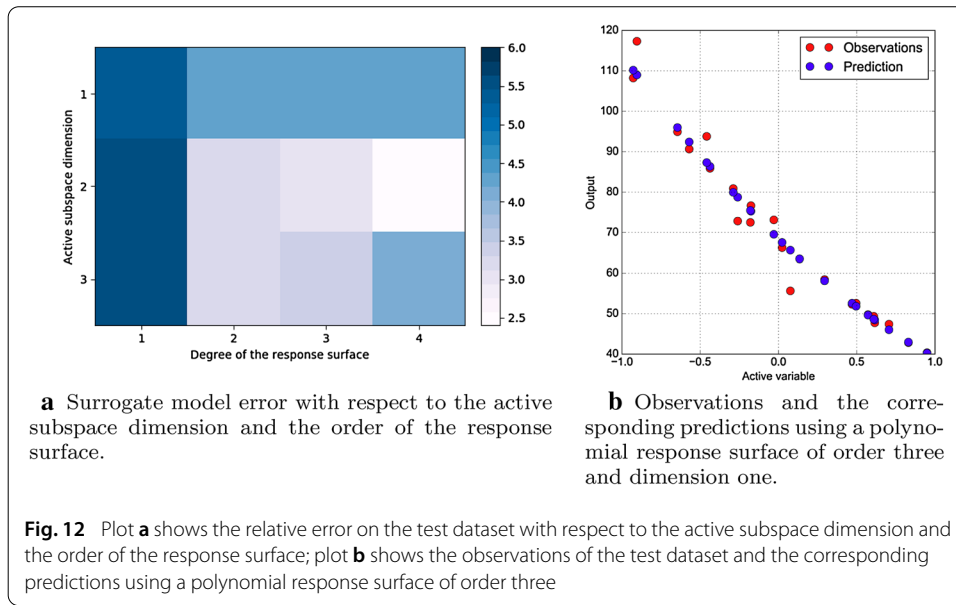 1
2
3
Active subspace dimension
1 2 3 4
Degree of the response surface
6.0
5.5
5.0
4.5
4.0
3.5
3.0
2.5
120
110
100
90
80
70
60
50
40
Output
Observations
Prediction
−1.0 −0.5 0.0 0.5 1.0
Active variable
a Surrogate model error with respect to the active
subspace dimension and the order of the response
surface.
b Observations and the corre-
sponding predictions using a polyno-
mial response surface of order three
and dimension one.
Fig. 12 Plot a shows the relative error on the test dataset with respect to the active subspace dimension and
the order of the response surface; plot b shows the observations of the test dataset and the corresponding
predictions using a polynomial response surface of order three